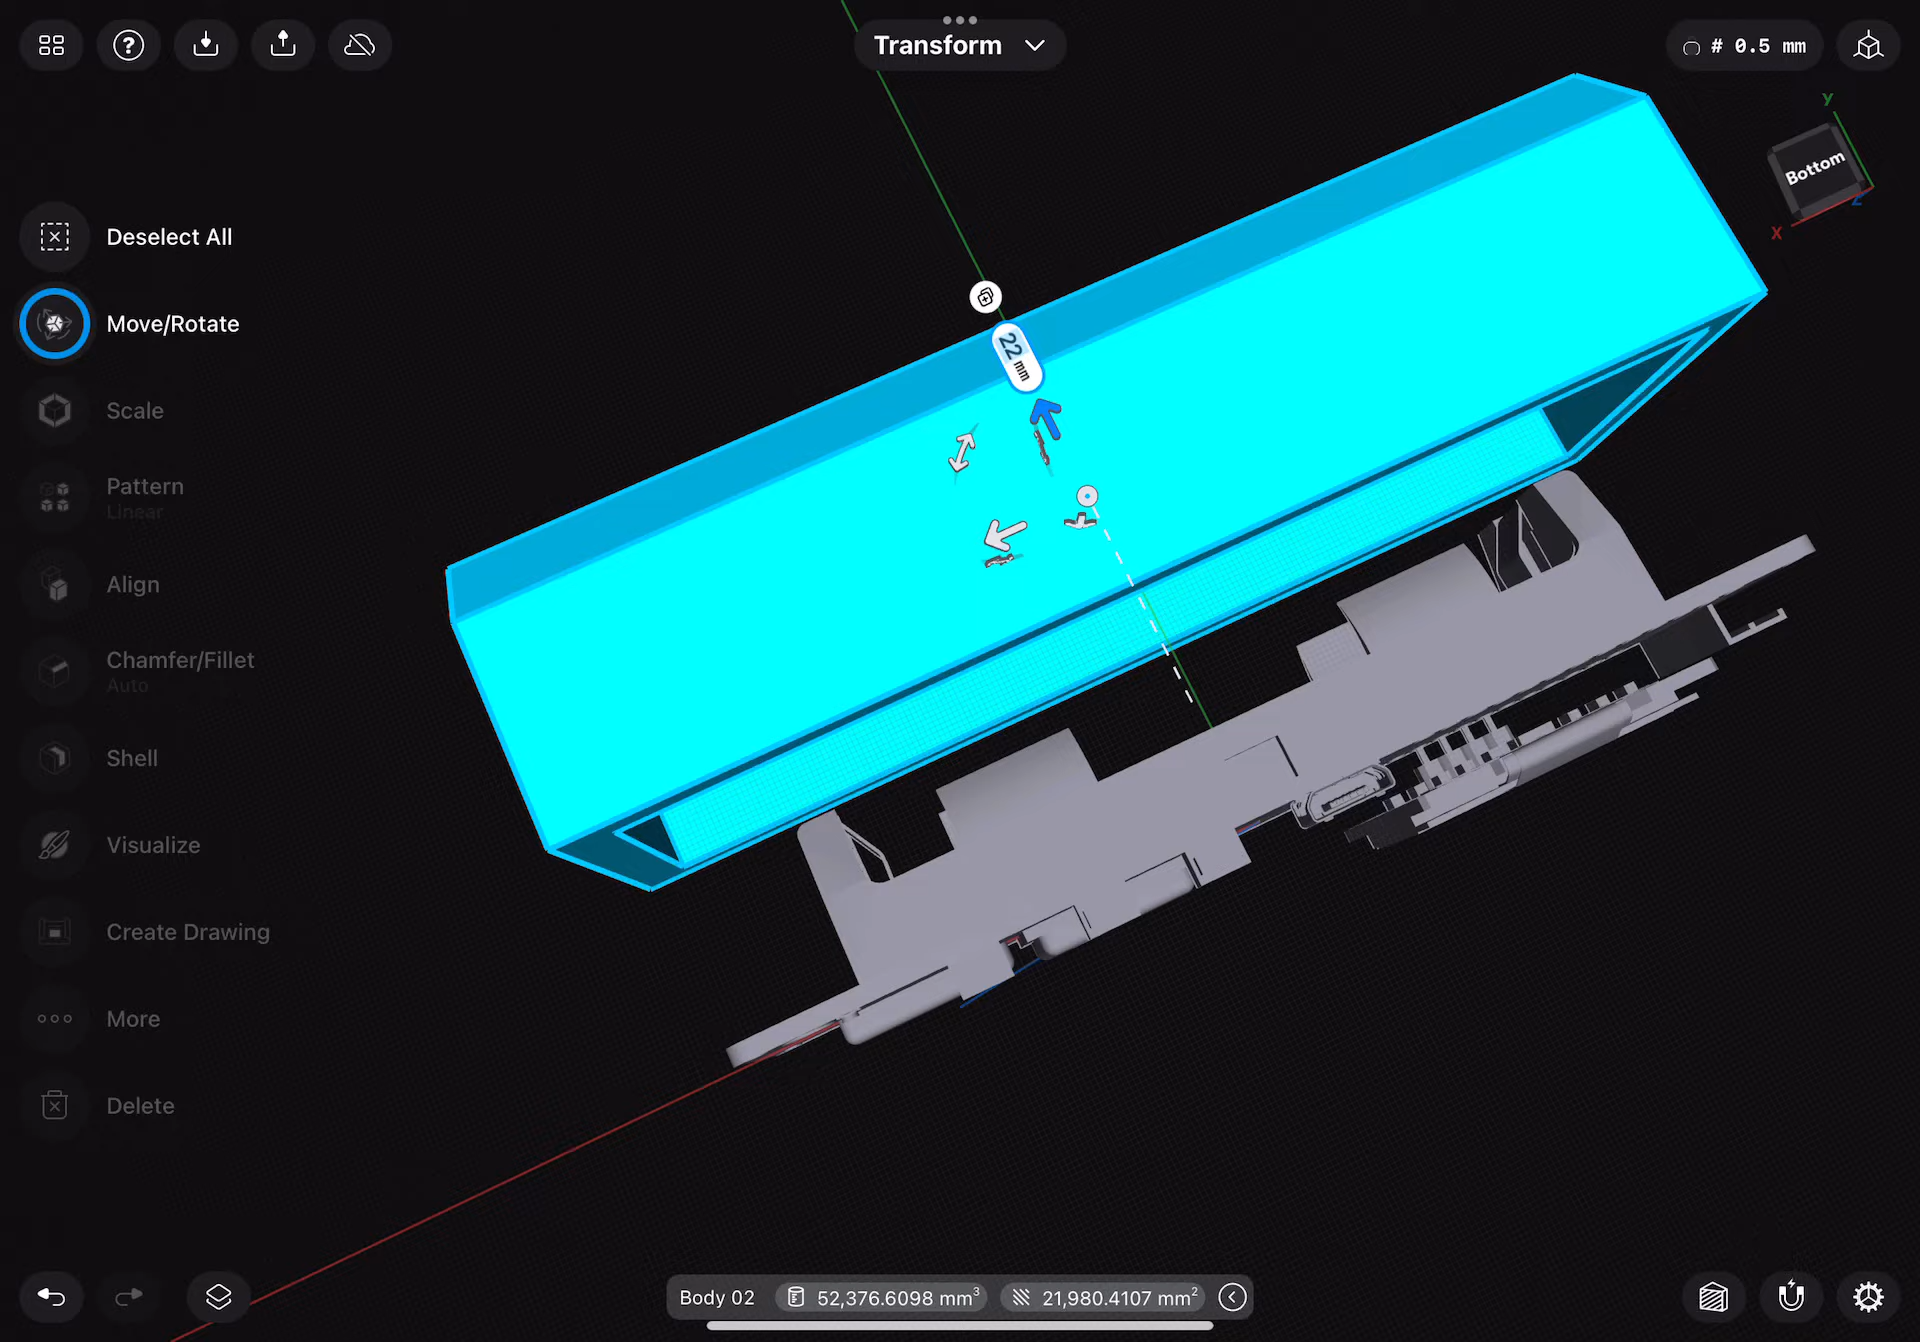 Transform
# 0.5 mm
Y
Bottom
X
Z
Deselect All
Move/Rotate
Scale
Pattern
Linear
Align
Chamfer/Fillet
Auto
Shell
Visualize
Create Drawing
More
Delete
22 mm
Body 02
52,376.6098 mm³
21,980.4107 mm²